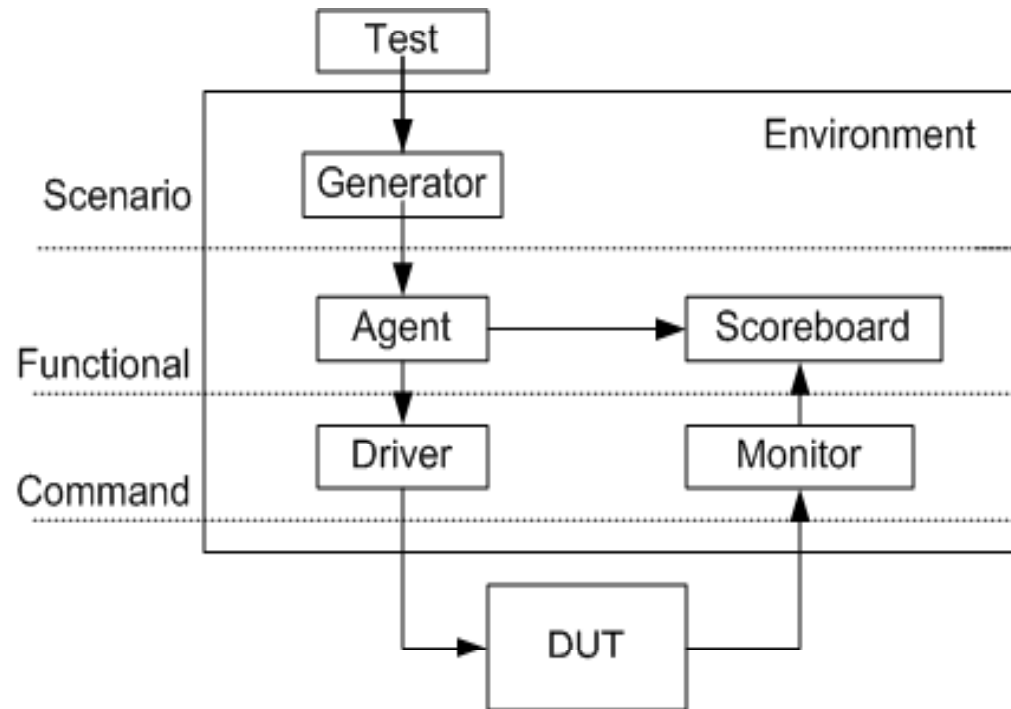 Test
Environment
Scenario
Generator
Functional
Agent
Scoreboard
Command
Driver
Monitor
DUT